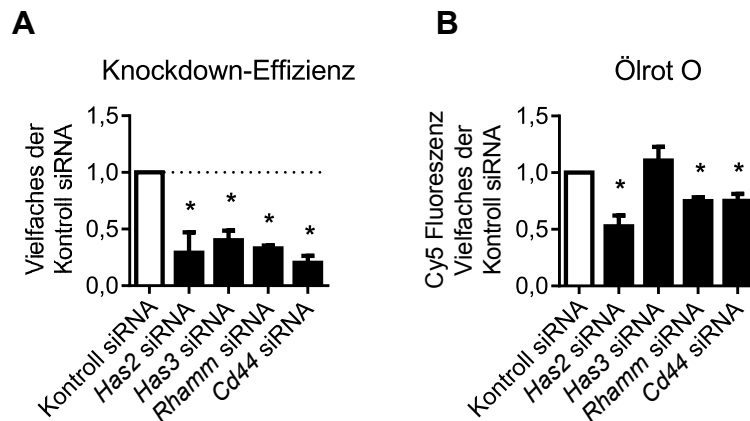 A
Knockdown-Effizienz
Vielfaches der
Kontroll siRNA
1,5
1,0
0,5
0,0
*
*
*
*
Kontroll siRNA
Has2 siRNA
Has3 siRNA
Rhamm siRNA
Cd44 siRNA
B
Ölrot O
Cy5 Fluoreszenz
Vielfaches der
Kontroll siRNA
1,5
1,0
0,5
0,0
*
*
*
Kontroll siRNA
Has2 siRNA
Has3 siRNA
Rhamm siRNA
Cd44 siRNA